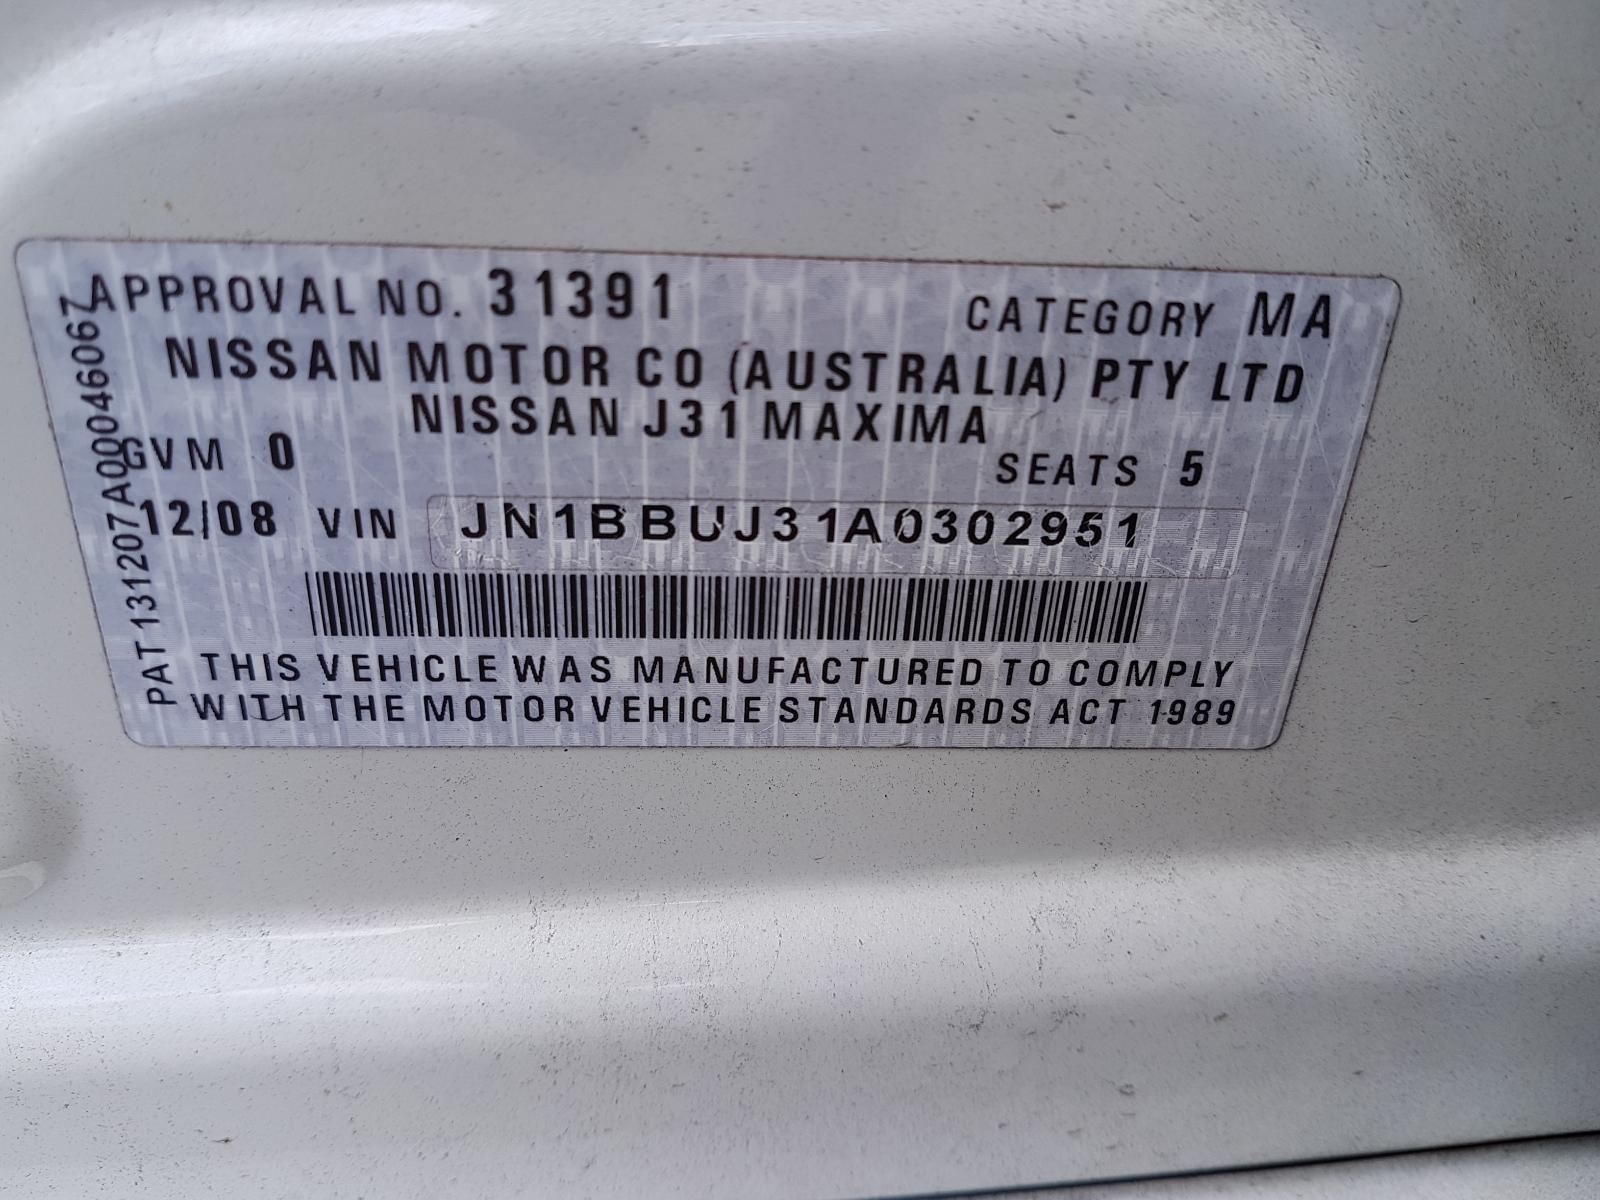 APPROVAL NO. 31391 CATEGORY MA
NISSAN MOTOR CO (AUSTRALIA) PTY LTD
NISSAN J31 MAXIMA
GVM 0 SEATS 5
12/08 VIN JN1BBUJ31A0302951
THIS VEHICLE WAS MANUFACTURED TO COMPLY
WITH THE MOTOR VEHICLE STANDARDS ACT 1989
PAT 131207A00046067